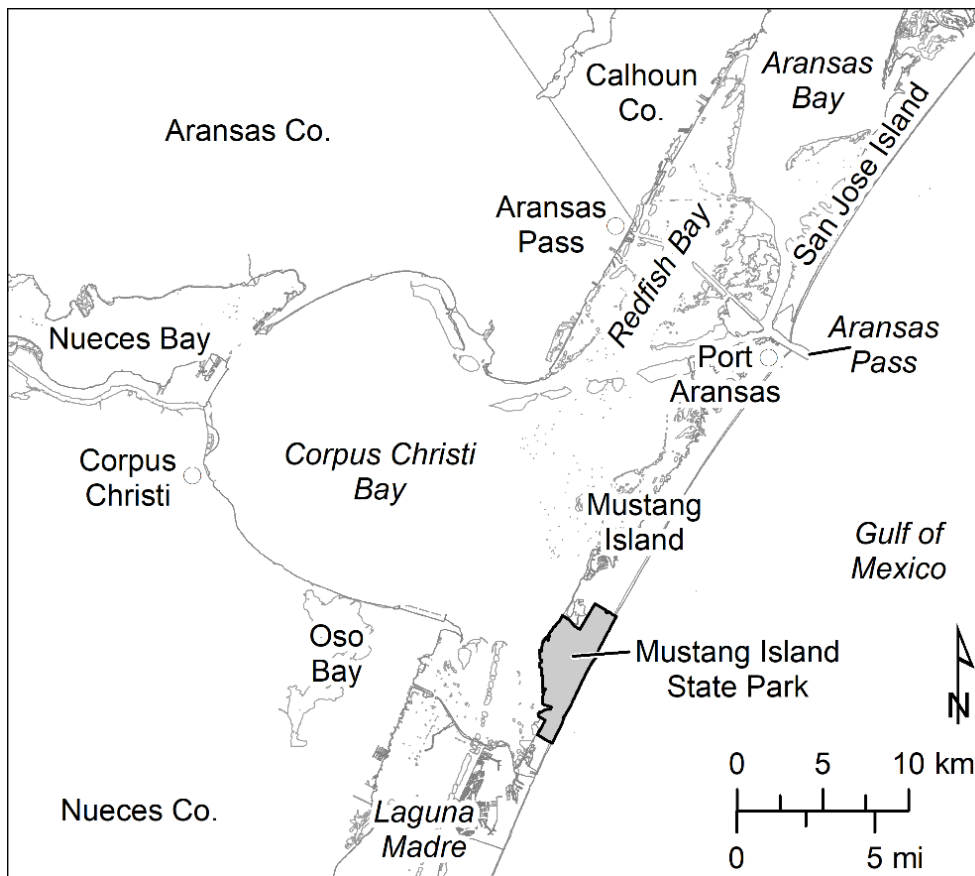 Calhoun
Co.
Aransas
Bay
Aransas Co.
San Jose Island
Aransas
Pass
Redfish Bay
Nueces Bay
Aransas
Pass
Port
Aransas
Corpus
Christi
Corpus Christi
Bay
Mustang
Island
Gulf of
Mexico
Oso
Bay
Mustang Island
State Park
N
Nueces Co.
Laguna
Madre
0 5 10 km
0 5 mi